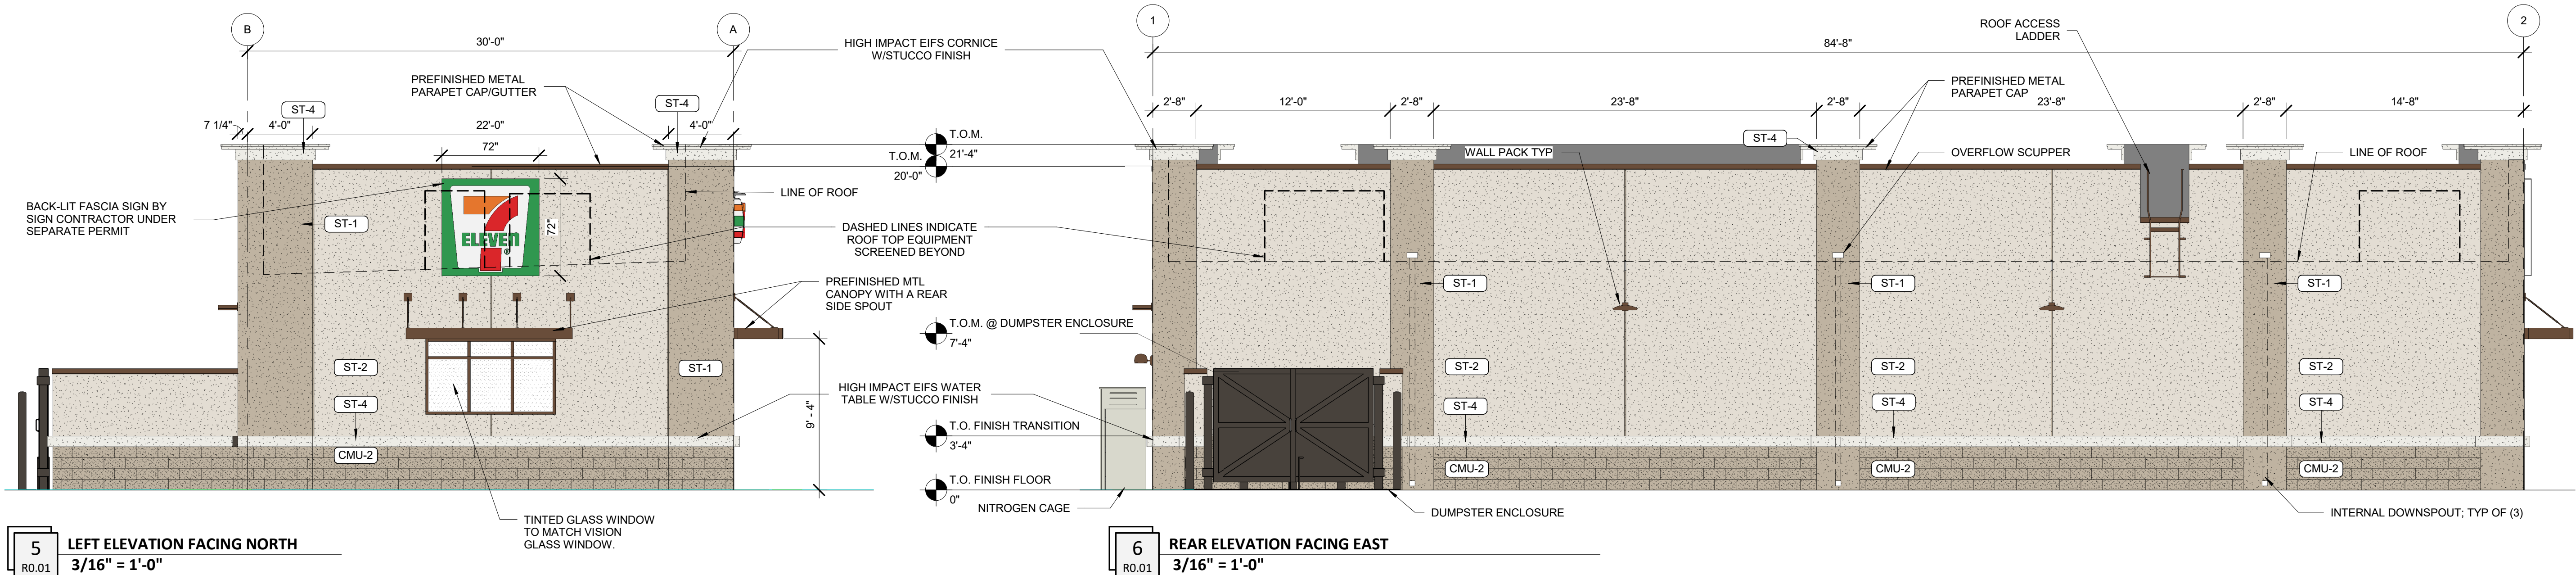 B
A
30'-0"
HIGH IMPACT EIFS CORNICE
W/STUCCO FINISH
PREFINISHED METAL
PARAPET CAP/GUTTER
ST-4
ST-4
7 1/4"
4'-0"
22'-0"
4'-0"
72"
72"
T.O.M.
21'-4"
T.O.M.
20'-0"
LINE OF ROOF
BACK-LIT FASCIA SIGN BY
SIGN CONTRACTOR UNDER
SEPARATE PERMIT
ST-1
7
ELEVEN
®
DASHED LINES INDICATE
ROOF TOP EQUIPMENT
SCREENED BEYOND
PREFINISHED MTL
CANOPY WITH A REAR
SIDE SPOUT
T.O.M. @ DUMPSTER ENCLOSURE
7'-4"
ST-2
ST-1
ST-4
HIGH IMPACT EIFS WATER
TABLE W/STUCCO FINISH
9' - 4"
T.O. FINISH TRANSITION
3'-4"
CMU-2
T.O. FINISH FLOOR
0"
NITROGEN CAGE
TINTED GLASS WINDOW
TO MATCH VISION
GLASS WINDOW.
5
R0.01
LEFT ELEVATION FACING NORTH
3/16" = 1'-0"
1
2
84'-8"
ROOF ACCESS
LADDER
PREFINISHED METAL
PARAPET CAP
2'-8"
12'-0"
2'-8"
23'-8"
2'-8"
23'-8"
2'-8"
14'-8"
ST-4
WALL PACK TYP
OVERFLOW SCUPPER
LINE OF ROOF
ST-1
ST-1
ST-1
ST-2
ST-2
ST-2
ST-4
ST-4
ST-4
CMU-2
CMU-2
CMU-2
DUMPSTER ENCLOSURE
INTERNAL DOWNSPOUT; TYP OF (3)
6
R0.01
REAR ELEVATION FACING EAST
3/16" = 1'-0"